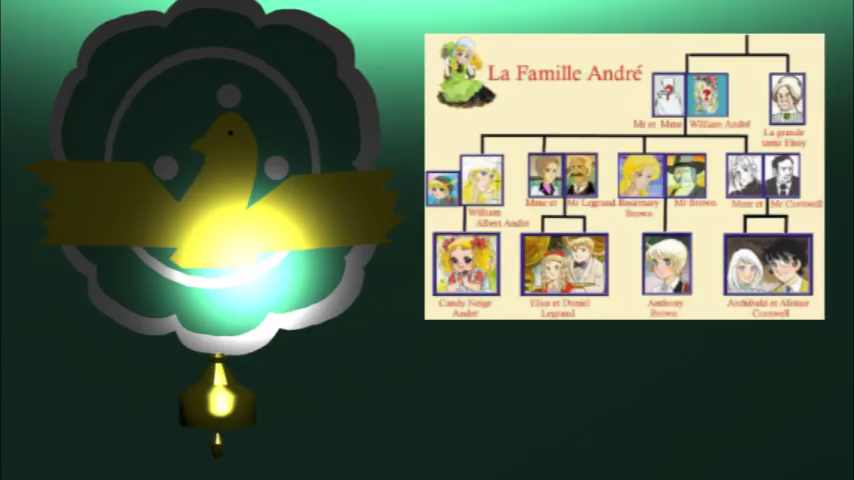 La Famille André
Mr et Mme William André
La grande
tante Elroy
William
Albert André
Mme et Mr Legrand
Rosemary
Brown
Mr Brown
Mme et Mr Cornwell
Candy Neige
André
Elisa et Daniel
Legrand
Anthony
Brown
Archibald et Alistair
Cornwell